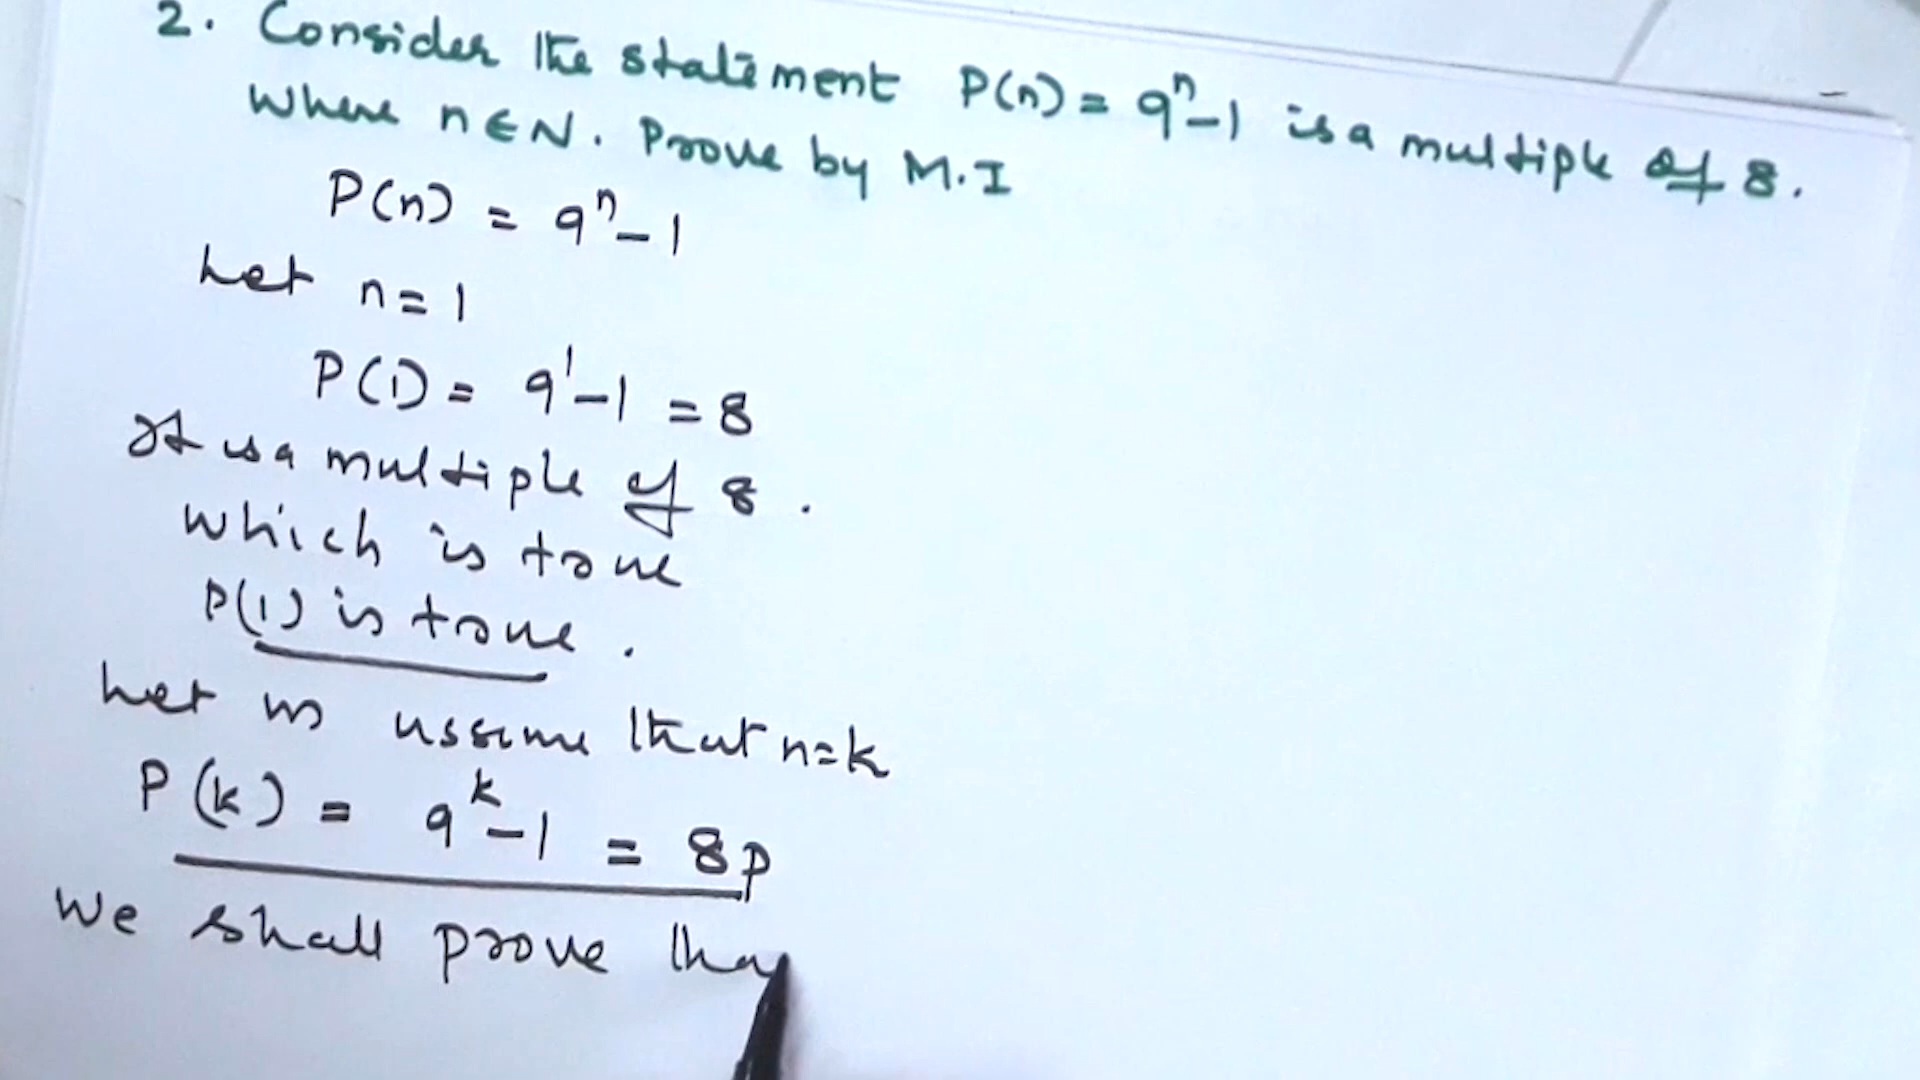 2. Consider the statement P(n) = 9ⁿ-1 is a multiple of 8.
Where n∈N. Prove by M.I
P(n) = 9ⁿ-1
Let n=1
P(1) = 9¹-1 = 8
It is a multiple of 8.
Which is true
P(1) is true.
Let us assume that n=k
P(k) = 9ᵏ-1 = 8p
We shall prove tha